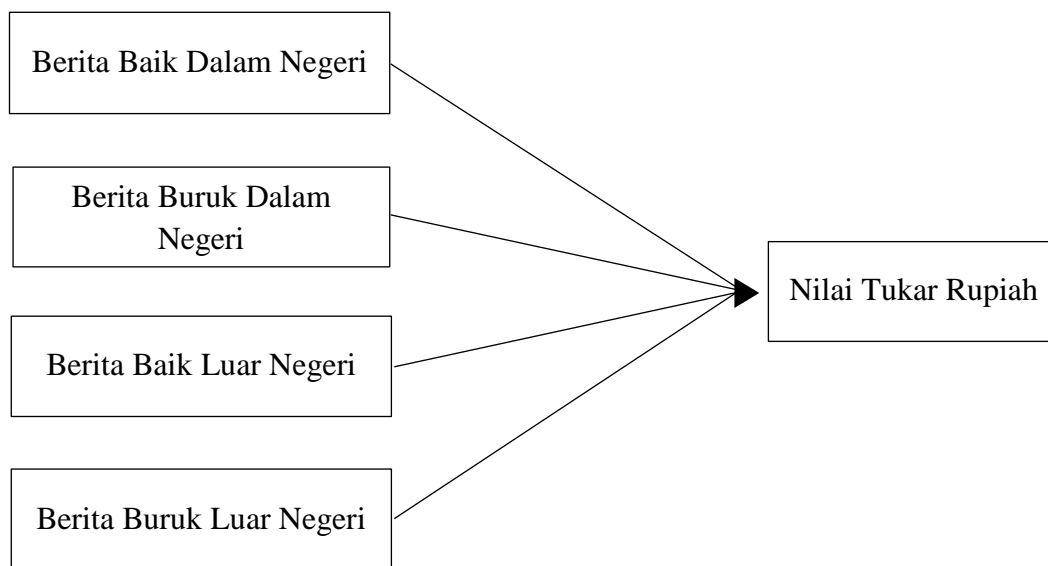 Berita Baik Dalam Negeri
Berita Buruk Dalam
Negeri
Berita Baik Luar Negeri
Berita Buruk Luar Negeri
Nilai Tukar Rupiah